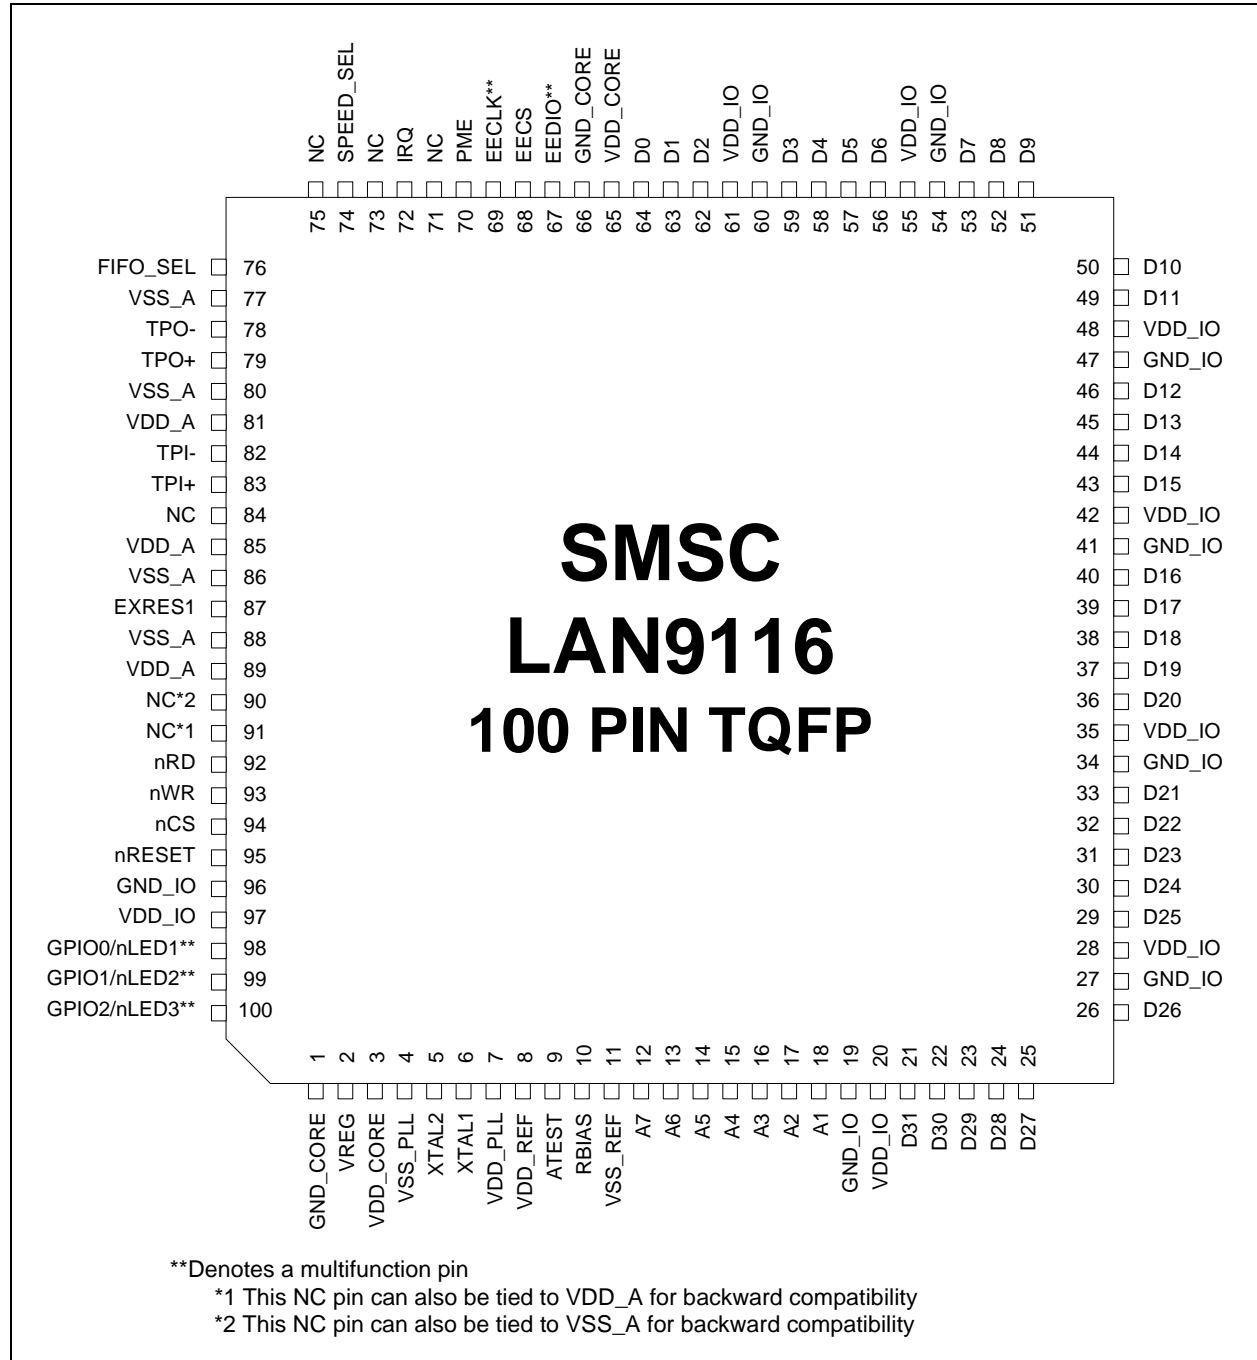 NC
SPEED_SEL
NC
IRQ
NC
PME
EECLK**
EECS
EEDIO**
GND_CORE
VDD_CORE
D0
D1
D2
VDD_IO
GND_IO
D3
D4
D5
D6
VDD_IO
GND_IO
D7
D8
D9
75
74
73
72
71
70
69
68
67
66
65
64
63
62
61
60
59
58
57
56
55
54
53
52
51
FIFO_SEL 76
VSS_A 77
TPO- 78
TPO+ 79
VSS_A 80
VDD_A 81
TPI- 82
TPI+ 83
NC 84
VDD_A 85
VSS_A 86
EXRES1 87
VSS_A 88
VDD_A 89
NC*2 90
NC*1 91
nRD 92
nWR 93
nCS 94
nRESET 95
GND_IO 96
VDD_IO 97
GPIO0/nLED1** 98
GPIO1/nLED2** 99
GPIO2/nLED3** 100
SMSC
LAN9116
100 PIN TQFP
50 D10
49 D11
48 VDD_IO
47 GND_IO
46 D12
45 D13
44 D14
43 D15
42 VDD_IO
41 GND_IO
40 D16
39 D17
38 D18
37 D19
36 D20
35 VDD_IO
34 GND_IO
33 D21
32 D22
31 D23
30 D24
29 D25
28 VDD_IO
27 GND_IO
26 D26
1
2
3
4
5
6
7
8
9
10
11
12
13
14
15
16
17
18
19
20
21
22
23
24
25
GND_CORE
VREG
VDD_CORE
VSS_PLL
XTAL2
XTAL1
VDD_PLL
VDD_REF
ATEST
RBIAS
VSS_REF
A7
A6
A5
A4
A3
A2
A1
GND_IO
VDD_IO
D31
D30
D29
D28
D27
**Denotes a multifunction pin
*1 This NC pin can also be tied to VDD_A for backward compatibility
*2 This NC pin can also be tied to VSS_A for backward compatibility